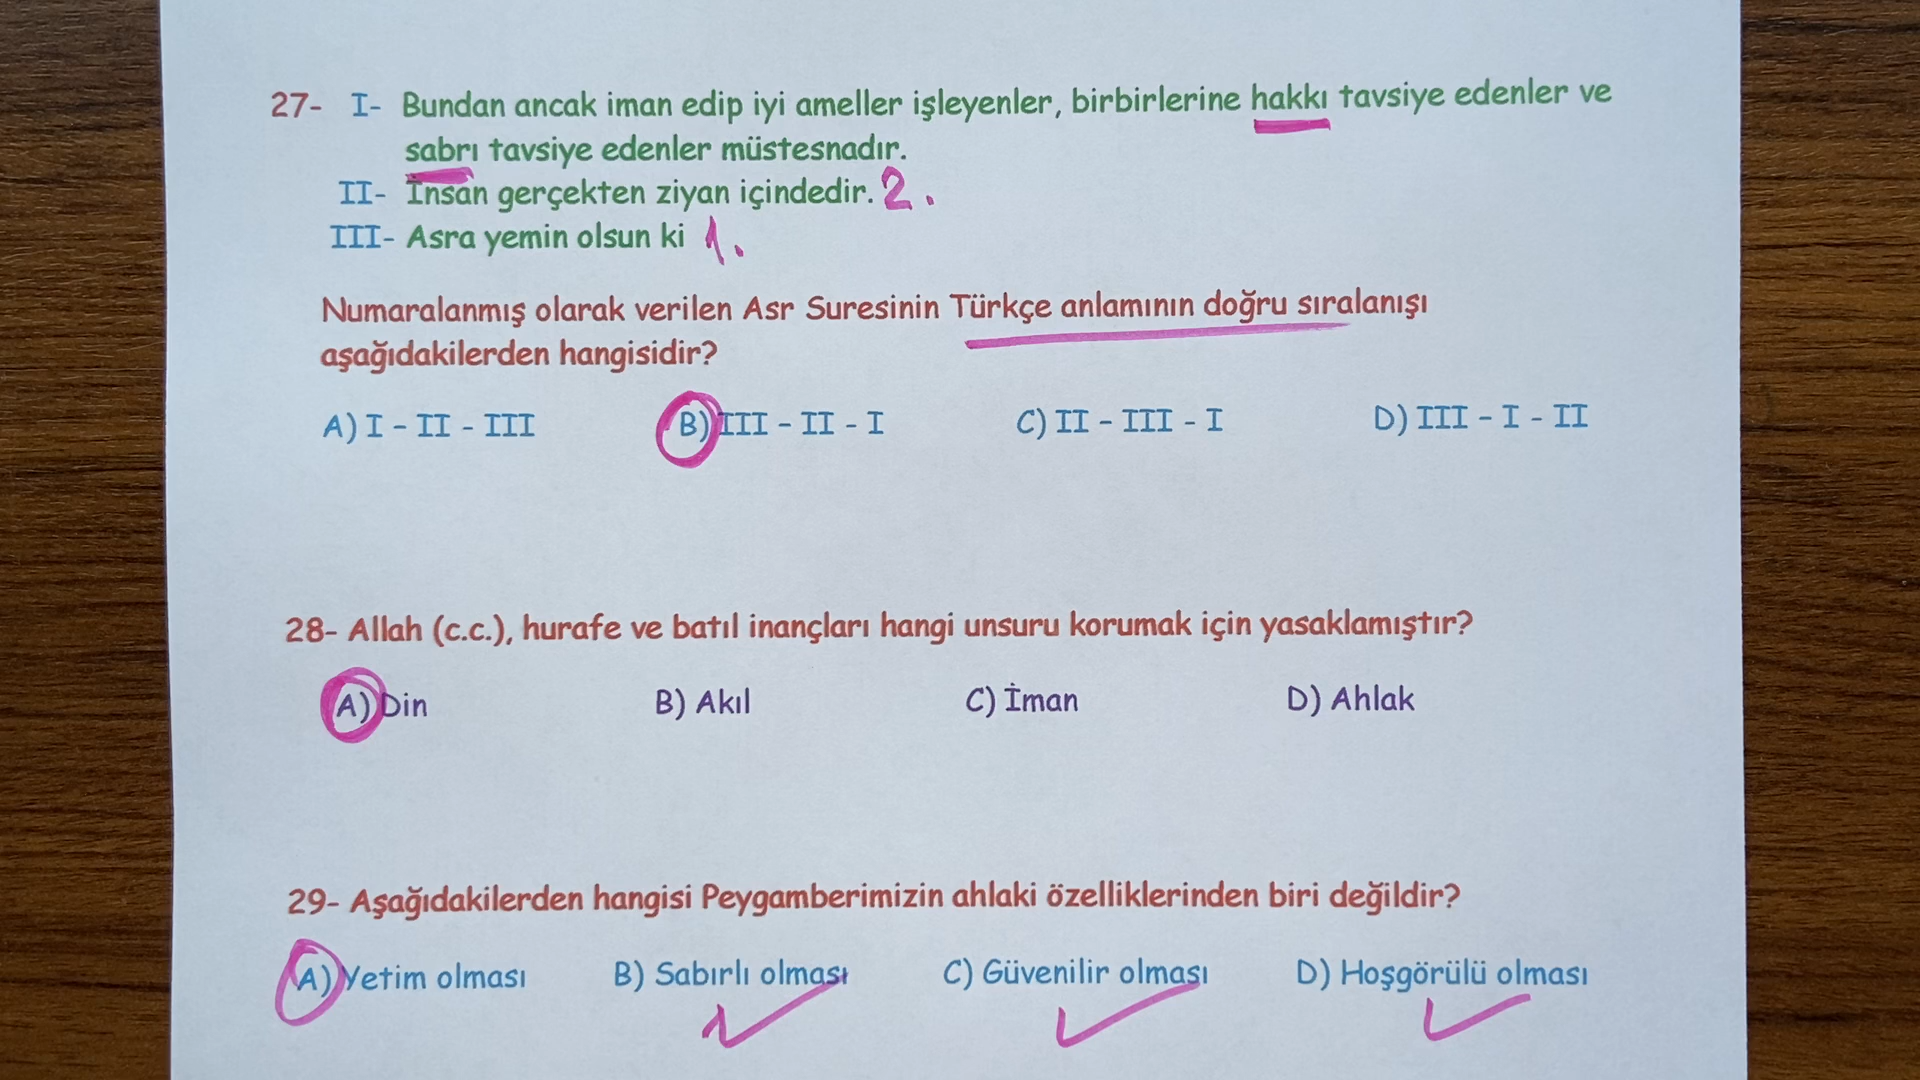 27- I- Bundan ancak iman edip iyi ameller işleyenler, birbirlerine hakkı tavsiye edenler ve
sabrı tavsiye edenler müstesnadır.
II- İnsan gerçekten ziyan içindedir. 2.
III- Asra yemin olsun ki 1.
Numaralanmış olarak verilen Asr Suresinin Türkçe anlamının doğru sıralanışı
aşağıdakilerden hangisidir?
A) I - II - III B) III - II - I C) II - III - I D) III - I - II
28- Allah (c.c.), hurafe ve batıl inançları hangi unsuru korumak için yasaklamıştır?
A) Din B) Akıl C) İman D) Ahlak
29- Aşağıdakilerden hangisi Peygamberimizin ahlaki özelliklerinden biri değildir?
A) Yetim olması B) Sabırlı olması C) Güvenilir olması D) Hoşgörülü olması